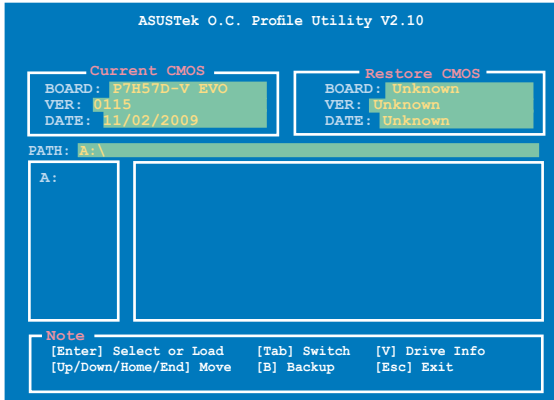 ASUSTek O.C. Profile Utility V2.10
Current CMOS
BOARD: P7H57D-V EVO
VER: 0115
DATE: 11/02/2009
Restore CMOS
BOARD: Unknown
VER: Unknown
DATE: Unknown
PATH: A:\
A:
Note
[Enter] Select or Load [Tab] Switch [V] Drive Info
[Up/Down/Home/End] Move [B] Backup [Esc] Exit